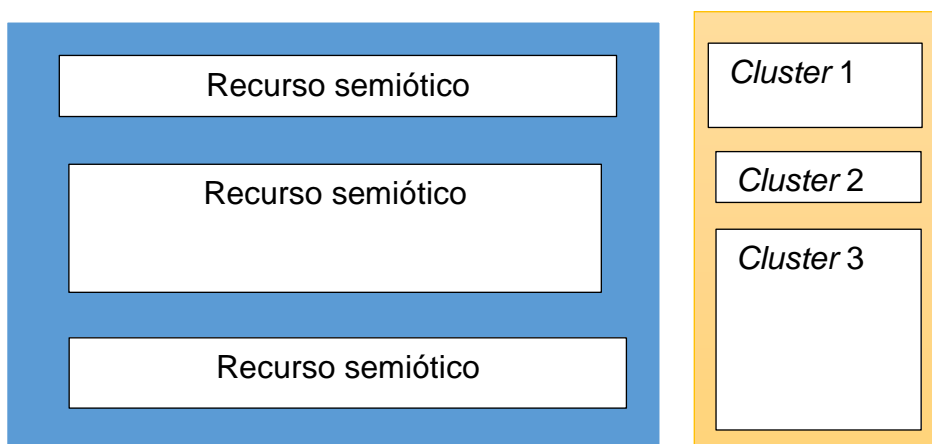 Recurso semiótico
Recurso semiótico
Recurso semiótico
Cluster 1
Cluster 2
Cluster 3